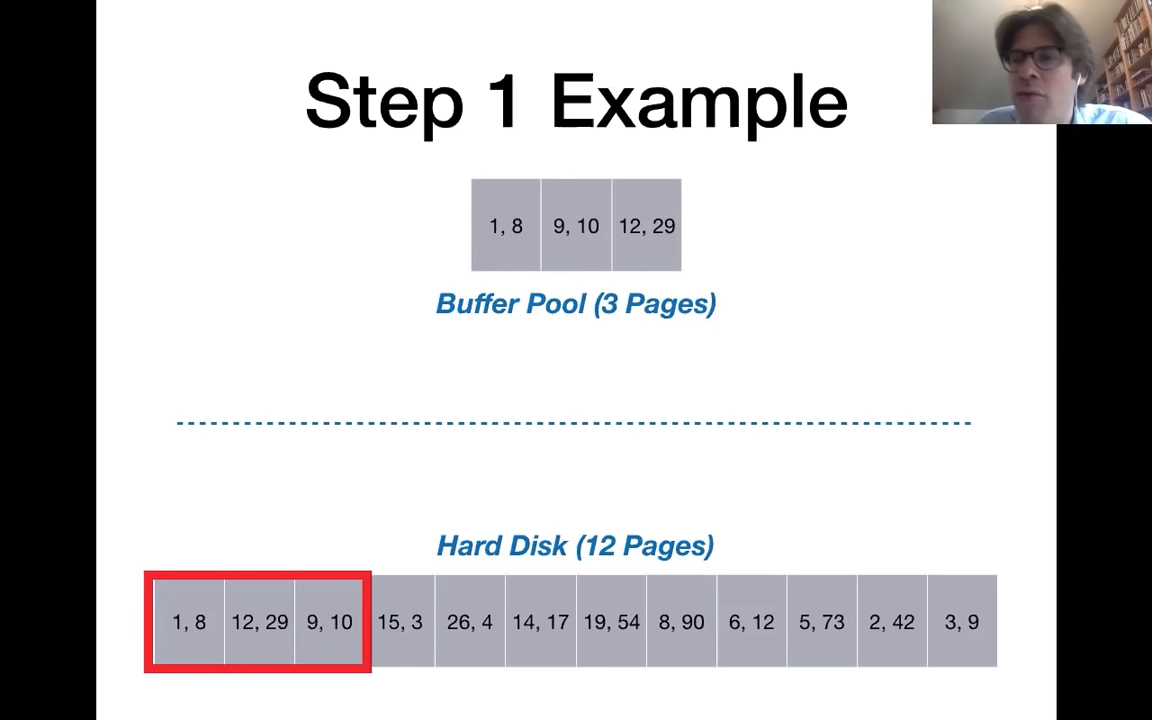 Step 1 Example
1, 8 9, 10 12, 29
Buffer Pool (3 Pages)
Hard Disk (12 Pages)
1, 8 12, 29 9, 10 15, 3 26, 4 14, 17 19, 54 8, 90 6, 12 5, 73 2, 42 3, 9